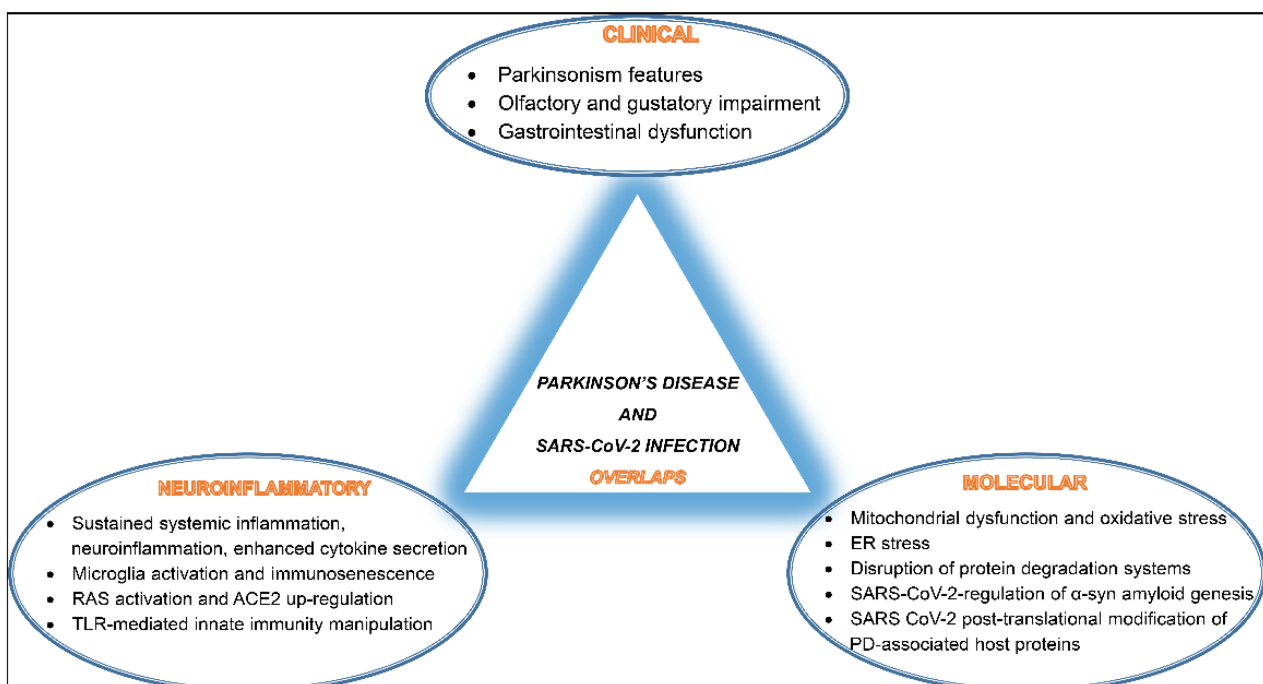 CLINICAL
• Parkinsonism features
• Olfactory and gustatory impairment
• Gastrointestinal dysfunction
PARKINSON'S DISEASE
AND
SARS-CoV-2 INFECTION
OVERLAPS
NEUROINFLAMMATORY
• Sustained systemic inflammation,
neuroinflammation, enhanced cytokine secretion
• Microglia activation and immunosenescence
• RAS activation and ACE2 up-regulation
• TLR-mediated innate immunity manipulation
MOLECULAR
• Mitochondrial dysfunction and oxidative stress
• ER stress
• Disruption of protein degradation systems
• SARS-CoV-2-regulation of α-syn amyloid genesis
• SARS CoV-2 post-translational modification of
PD-associated host proteins